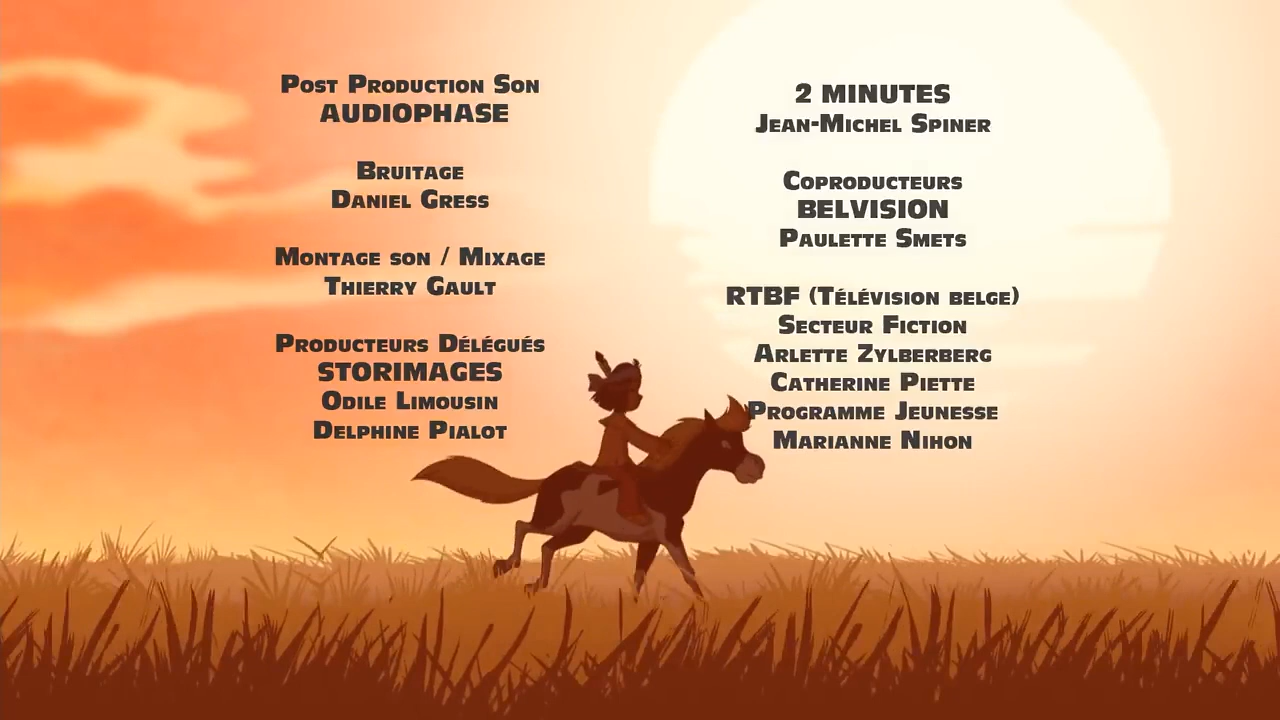 Post Production Son
AUDIOPHASE
Bruitage
Daniel Gress
Montage son / Mixage
Thierry Gault
Producteurs Délégués
STORIMAGES
Odile Limousin
Delphine Pialot
2 MINUTES
Jean-Michel Spiner
Coproducteurs
BELVISION
Paulette Smets
RTBF (Télévision belge)
Secteur Fiction
Arlette Zylberberg
Catherine Piette
Programme Jeunesse
Marianne Nihon